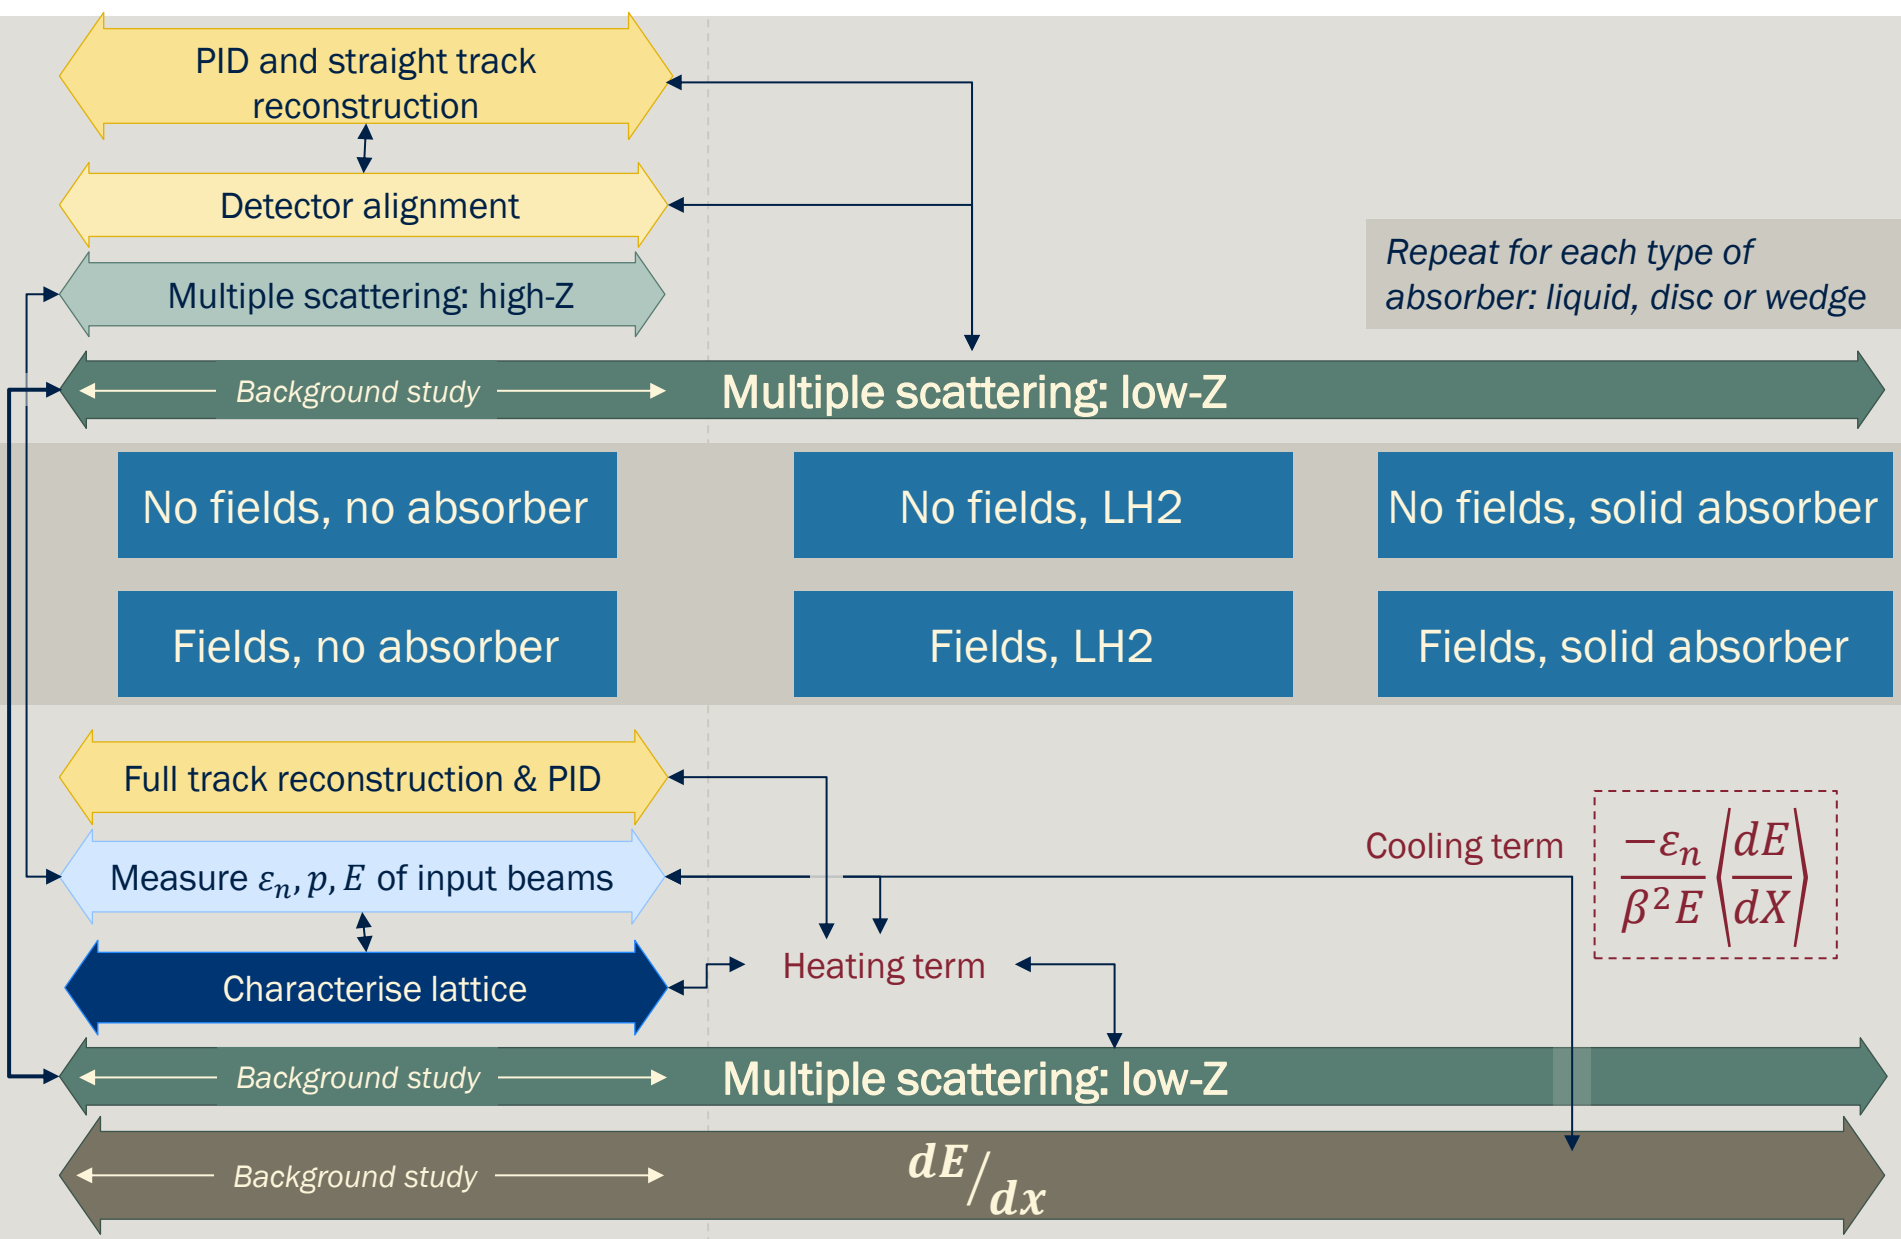 PID and straight track
reconstruction
Detector alignment
Repeat for each type of
absorber: liquid, disc or wedge
Multiple scattering: high-Z
Background study
Multiple scattering: low-Z
No fields, no absorber
No fields, LH2
No fields, solid absorber
Fields, no absorber
Fields, LH2
Fields, solid absorber
Full track reconstruction & PID
Cooling term
−εₙ/β²E ⟨dE/dX⟩
Measure εₙ, p, E of input beams
Heating term
Characterise lattice
Background study
Multiple scattering: low-Z
Background study
dE/dx